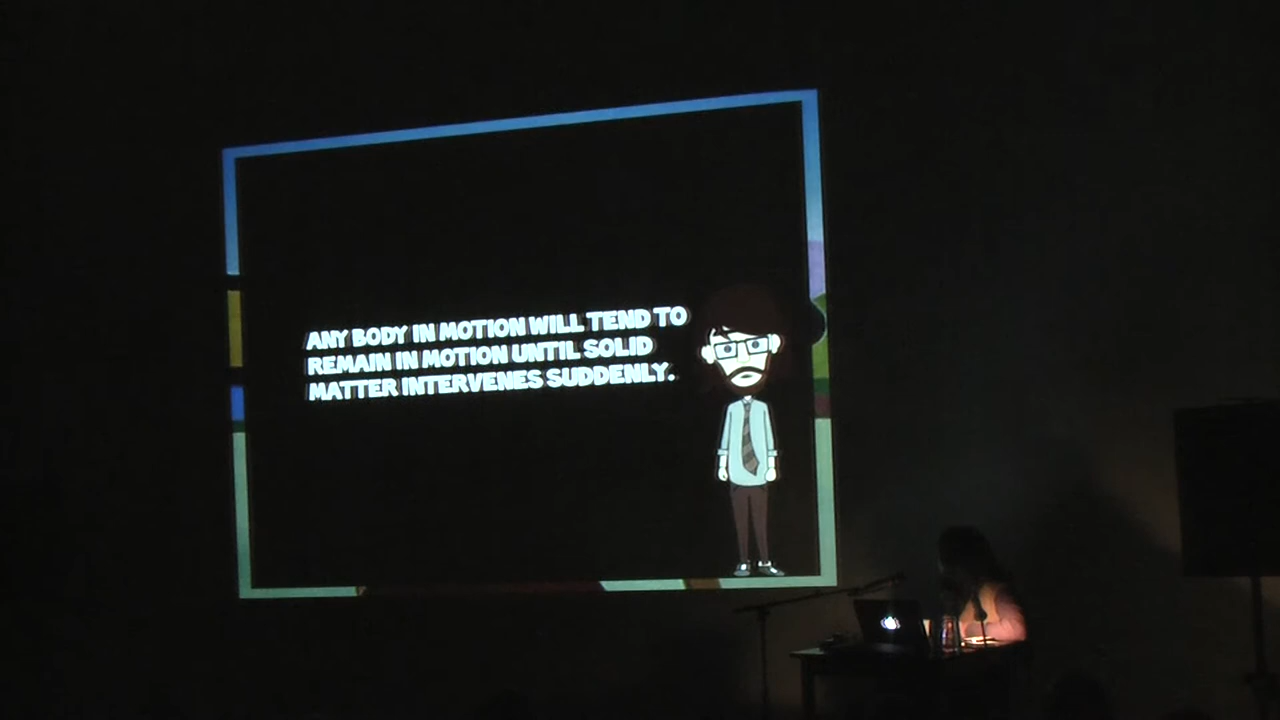 ANY BODY IN MOTION WILL TEND TO
REMAIN IN MOTION UNTIL SOLID
MATTER INTERVENES SUDDENLY.